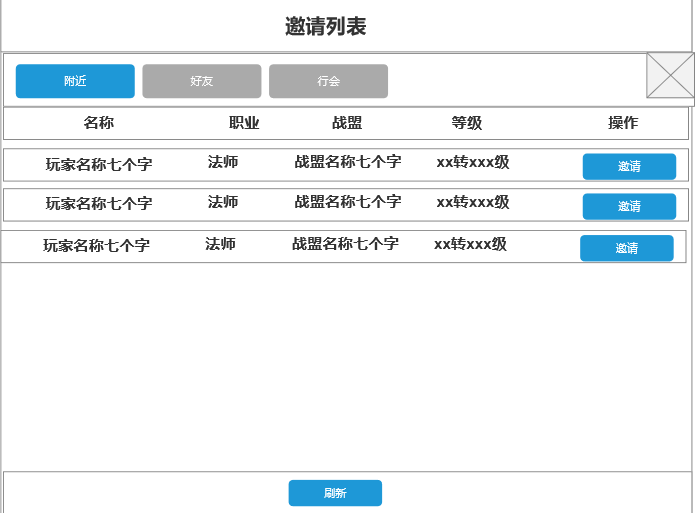 邀请列表
附近 好友 行会
名称 职业 战盟 等级 操作
玩家名称七个字 法师 战盟名称七个字 xx转xxx级 邀请
玩家名称七个字 法师 战盟名称七个字 xx转xxx级 邀请
玩家名称七个字 法师 战盟名称七个字 xx转xxx级 邀请
刷新